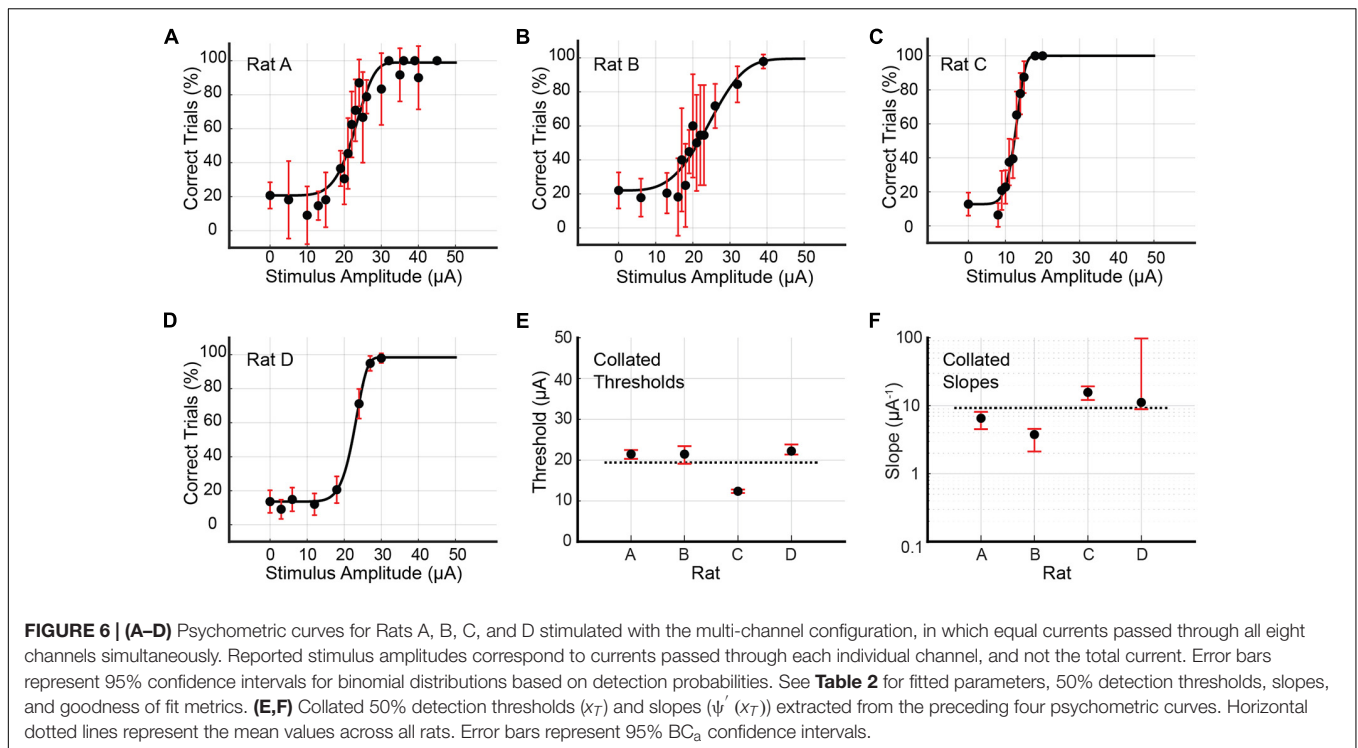 A
Rat A
Correct Trials (%)
100
80
60
40
20
0
0 10 20 30 40 50
Stimulus Amplitude (µA)
B
Rat B
Correct Trials (%)
100
80
60
40
20
0
0 10 20 30 40 50
Stimulus Amplitude (µA)
C
Rat C
Correct Trials (%)
100
80
60
40
20
0
0 10 20 30 40 50
Stimulus Amplitude (µA)
D
Rat D
Correct Trials (%)
100
80
60
40
20
0
0 10 20 30 40 50
Stimulus Amplitude (µA)
E
Collated
Thresholds
Threshold (µA)
50
40
30
20
10
0
A B C D
Rat
F
Collated
Slopes
Slope (µA⁻¹)
100
10
1
0.1
A B C D
Rat
FIGURE 6 | (A–D) Psychometric curves for Rats A, B, C, and D stimulated with the multi-channel configuration, in which equal currents passed through all eight
channels simultaneously. Reported stimulus amplitudes correspond to currents passed through each individual channel, and not the total current. Error bars
represent 95% confidence intervals for binomial distributions based on detection probabilities. See Table 2 for fitted parameters, 50% detection thresholds, slopes,
and goodness of fit metrics. (E,F) Collated 50% detection thresholds (x_T) and slopes (ψ′ (x_T)) extracted from the preceding four psychometric curves. Horizontal
dotted lines represent the mean values across all rats. Error bars represent 95% BCₐ confidence intervals.